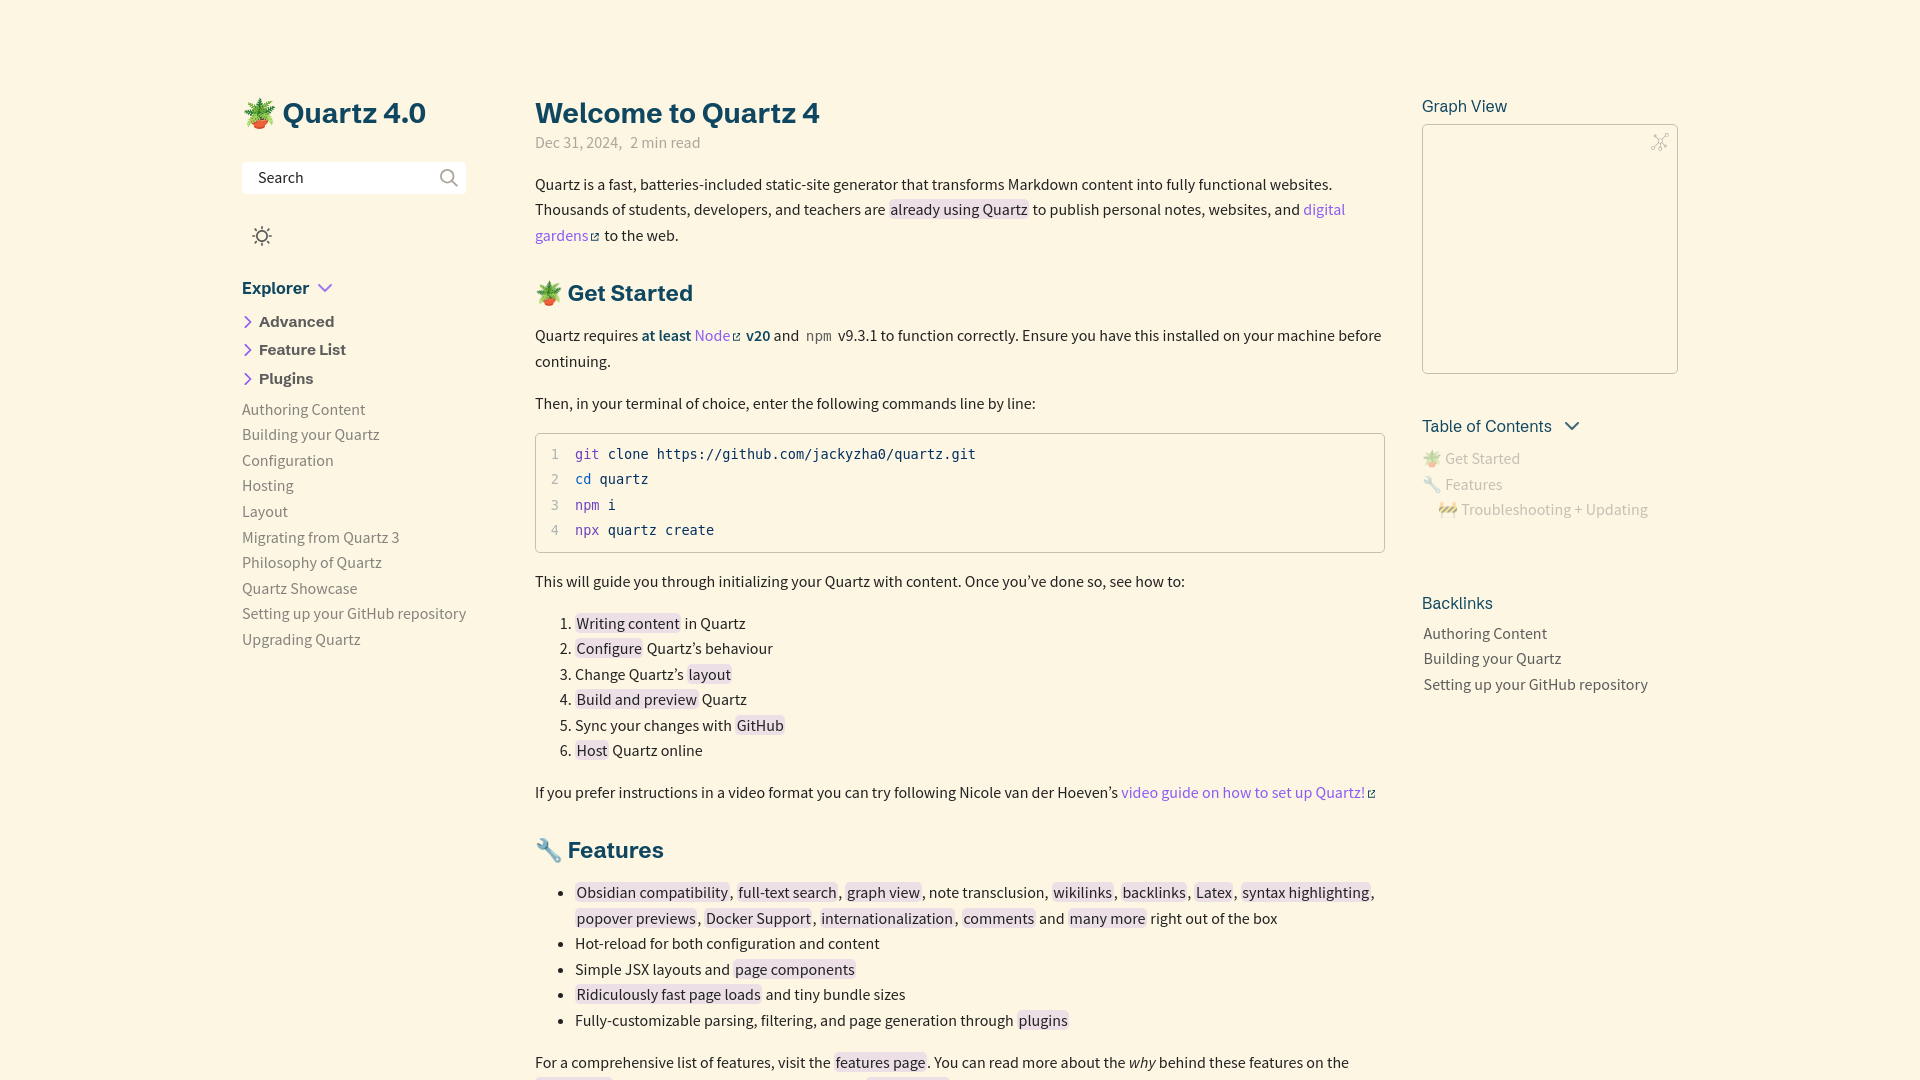 Quartz 4.0
Search
Explorer
Advanced
Feature List
Plugins
Authoring Content
Building your Quartz
Configuration
Hosting
Layout
Migrating from Quartz 3
Philosophy of Quartz
Quartz Showcase
Setting up your GitHub repository
Upgrading Quartz
Welcome to Quartz 4
Dec 31, 2024, 2 min read
Quartz is a fast, batteries-included static-site generator that transforms Markdown content into fully functional websites.
Thousands of students, developers, and teachers are already using Quartz to publish personal notes, websites, and digital
gardens to the web.
🪴 Get Started
Quartz requires at least Node v20 and npm v9.3.1 to function correctly. Ensure you have this installed on your machine before
continuing.
Then, in your terminal of choice, enter the following commands line by line:
1 git clone https://github.com/jackyzha0/quartz.git
2 cd quartz
3 npm i
4 npx quartz create
This will guide you through initializing your Quartz with content. Once you’ve done so, see how to:
1. Writing content in Quartz
2. Configure Quartz’s behaviour
3. Change Quartz’s layout
4. Build and preview Quartz
5. Sync your changes with GitHub
6. Host Quartz online
If you prefer instructions in a video format you can try following Nicole van der Hoeven’s video guide on how to set up Quartz!
🔧 Features
• Obsidian compatibility, full-text search, graph view, note transclusion, wikilinks, backlinks, Latex, syntax highlighting,
popover previews, Docker Support, internationalization, comments and many more right out of the box
• Hot-reload for both configuration and content
• Simple JSX layouts and page components
• Ridiculously fast page loads and tiny bundle sizes
• Fully-customizable parsing, filtering, and page generation through plugins
For a comprehensive list of features, visit the features page. You can read more about the why behind these features on the
Graph View
Table of Contents
🪴 Get Started
🔧 Features
🚧 Troubleshooting + Updating
Backlinks
Authoring Content
Building your Quartz
Setting up your GitHub repository